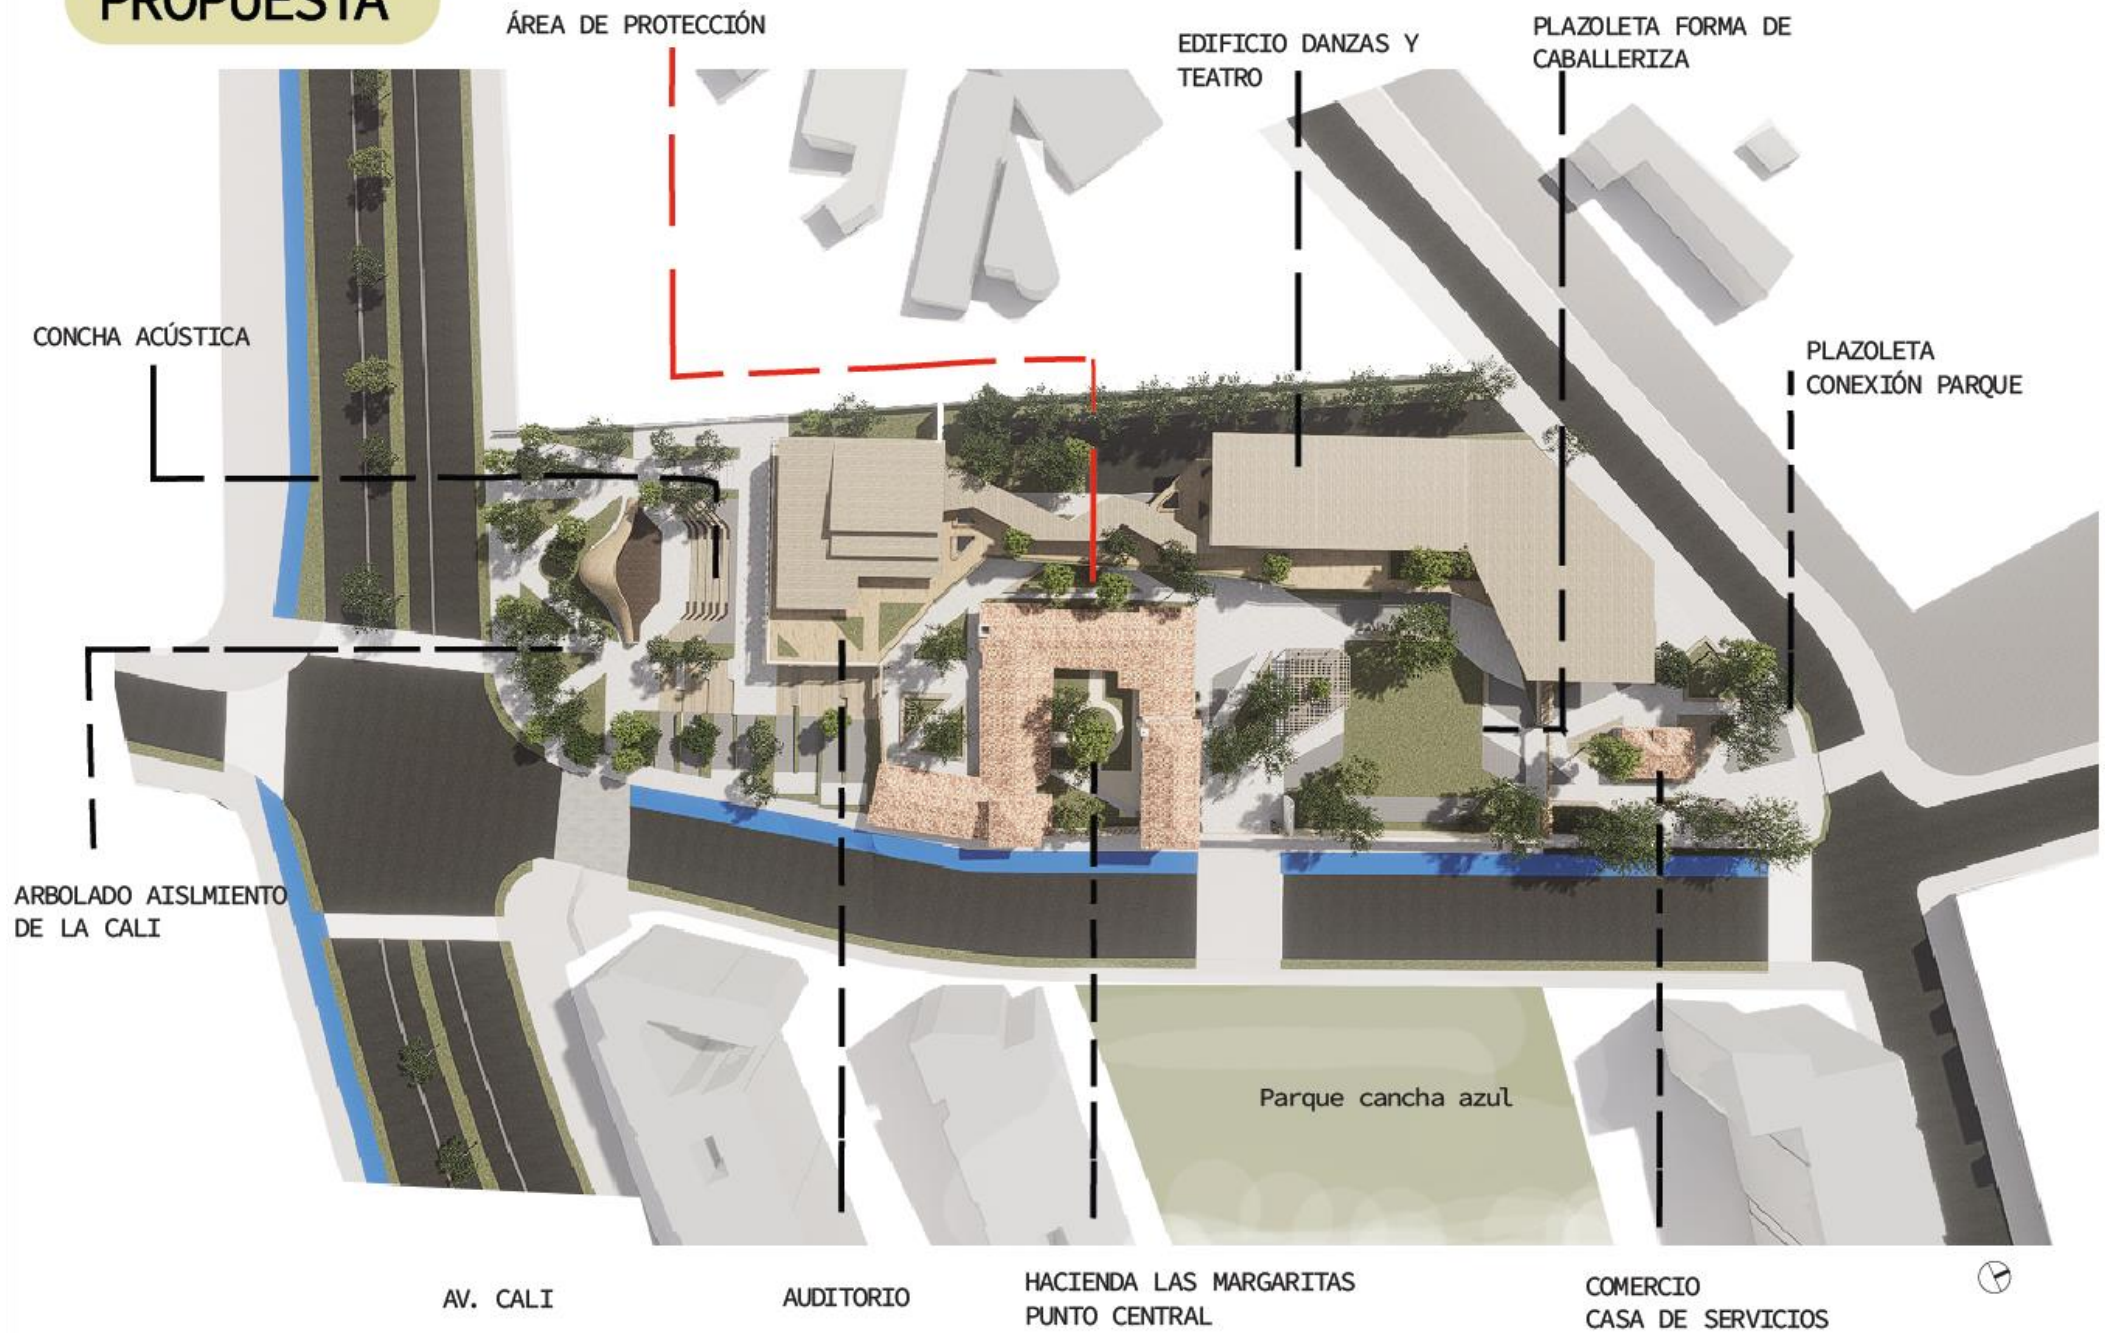 PROPUESTA
ÁREA DE PROTECCIÓN
EDIFICIO DANZAS Y
TEATRO
PLAZOLETA FORMA DE
CABALLERIZA
CONCHA ACÚSTICA
PLAZOLETA
CONEXIÓN PARQUE
ARBOLADO AISLMIENTO
DE LA CALI
Parque cancha azul
AV. CALI
AUDITORIO
HACIENDA LAS MARGARITAS
PUNTO CENTRAL
COMERCIO
CASA DE SERVICIOS